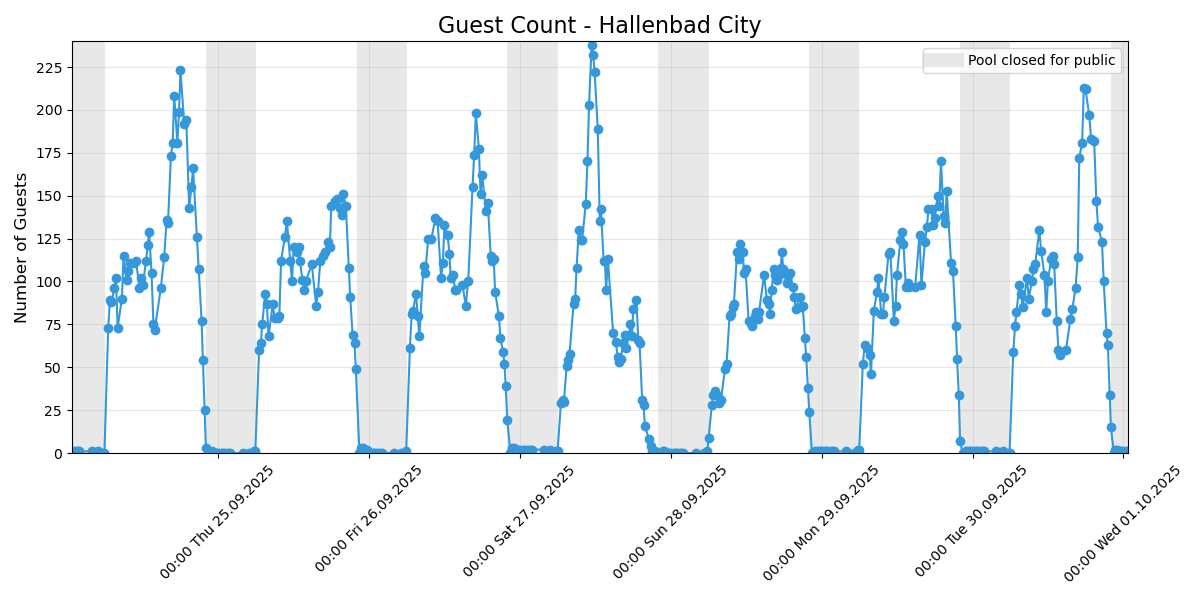 Guest Count - Hallenbad City
Pool closed for public
Number of Guests
225
200
175
150
125
100
75
50
25
0
00:00 Thu 25.09.2025
00:00 Fri 26.09.2025
00:00 Sat 27.09.2025
00:00 Sun 28.09.2025
00:00 Mon 29.09.2025
00:00 Tue 30.09.2025
00:00 Wed 01.10.2025